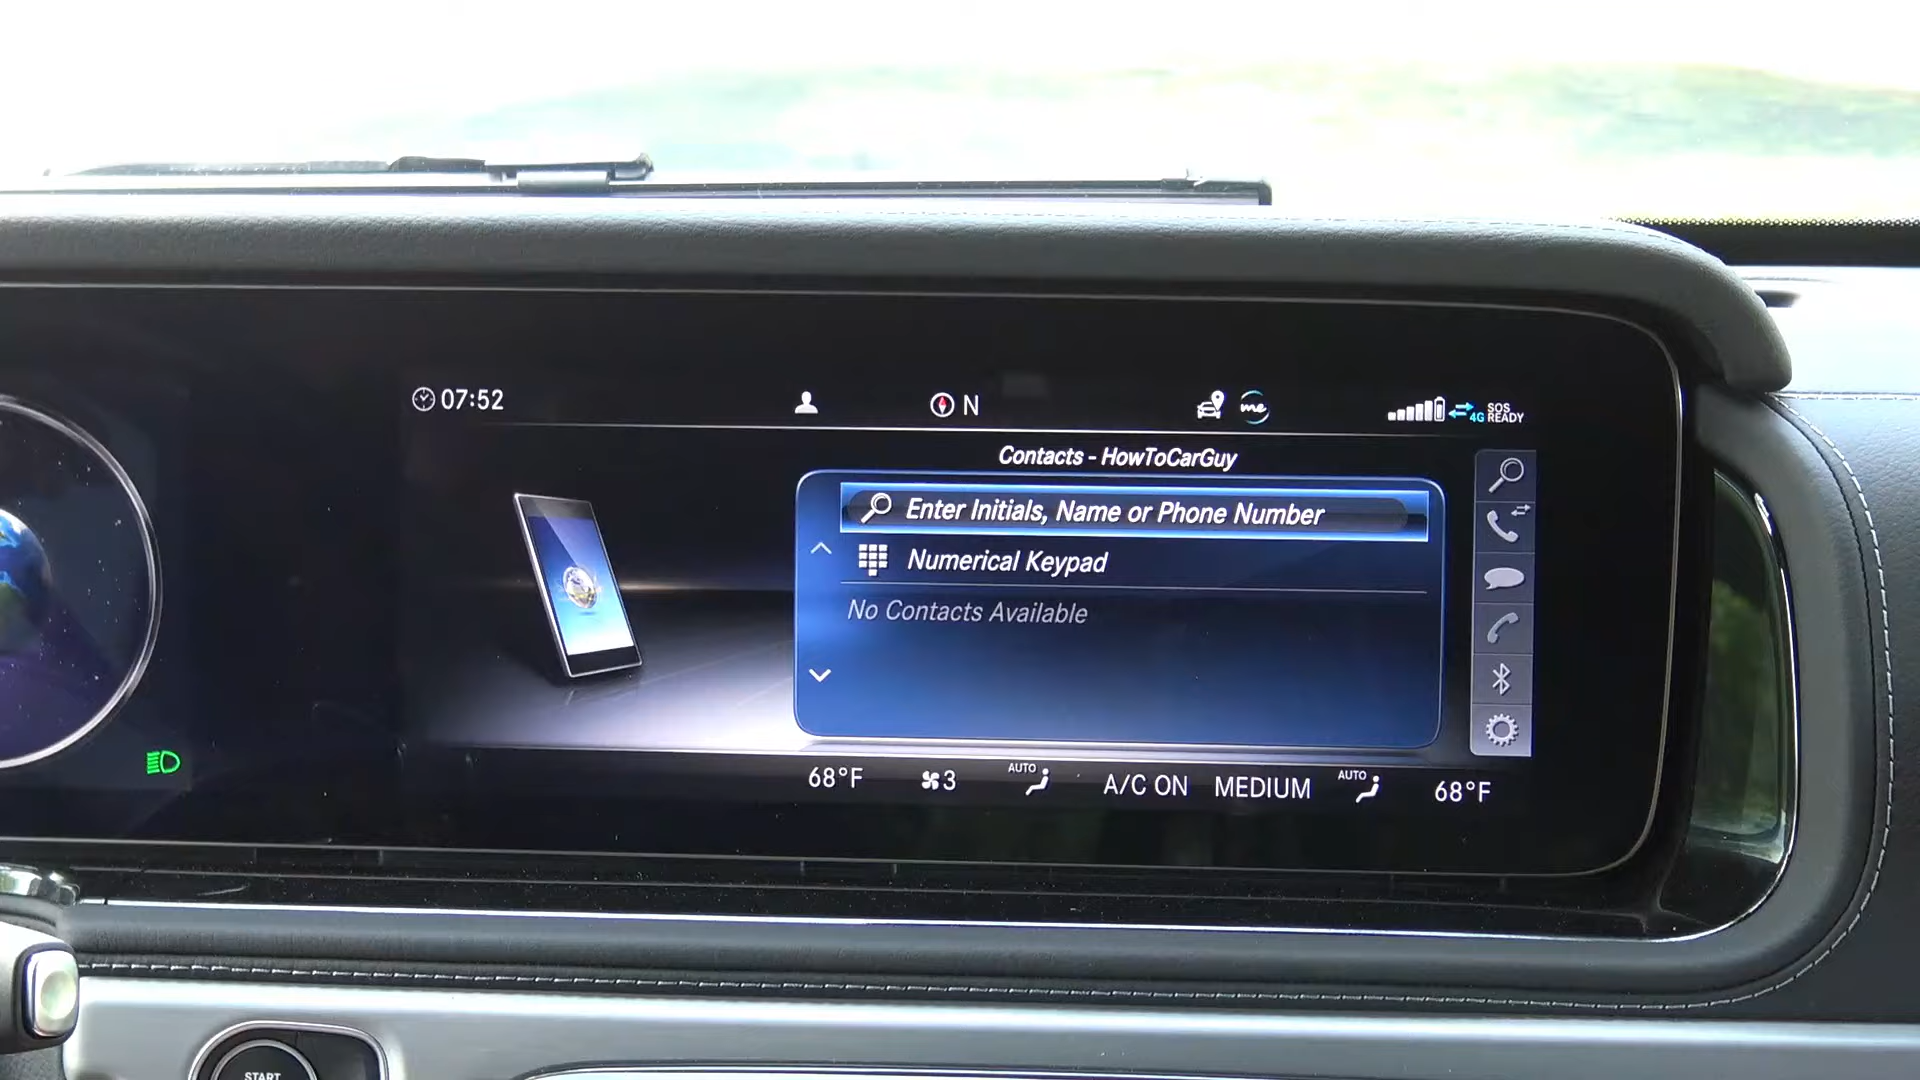 07:52
N
me
4G
SOS
READY
Contacts - HowToCarGuy
Enter Initials, Name or Phone Number
Numerical Keypad
No Contacts Available
68°F
3
AUTO
A/C ON
MEDIUM
AUTO
68°F
START